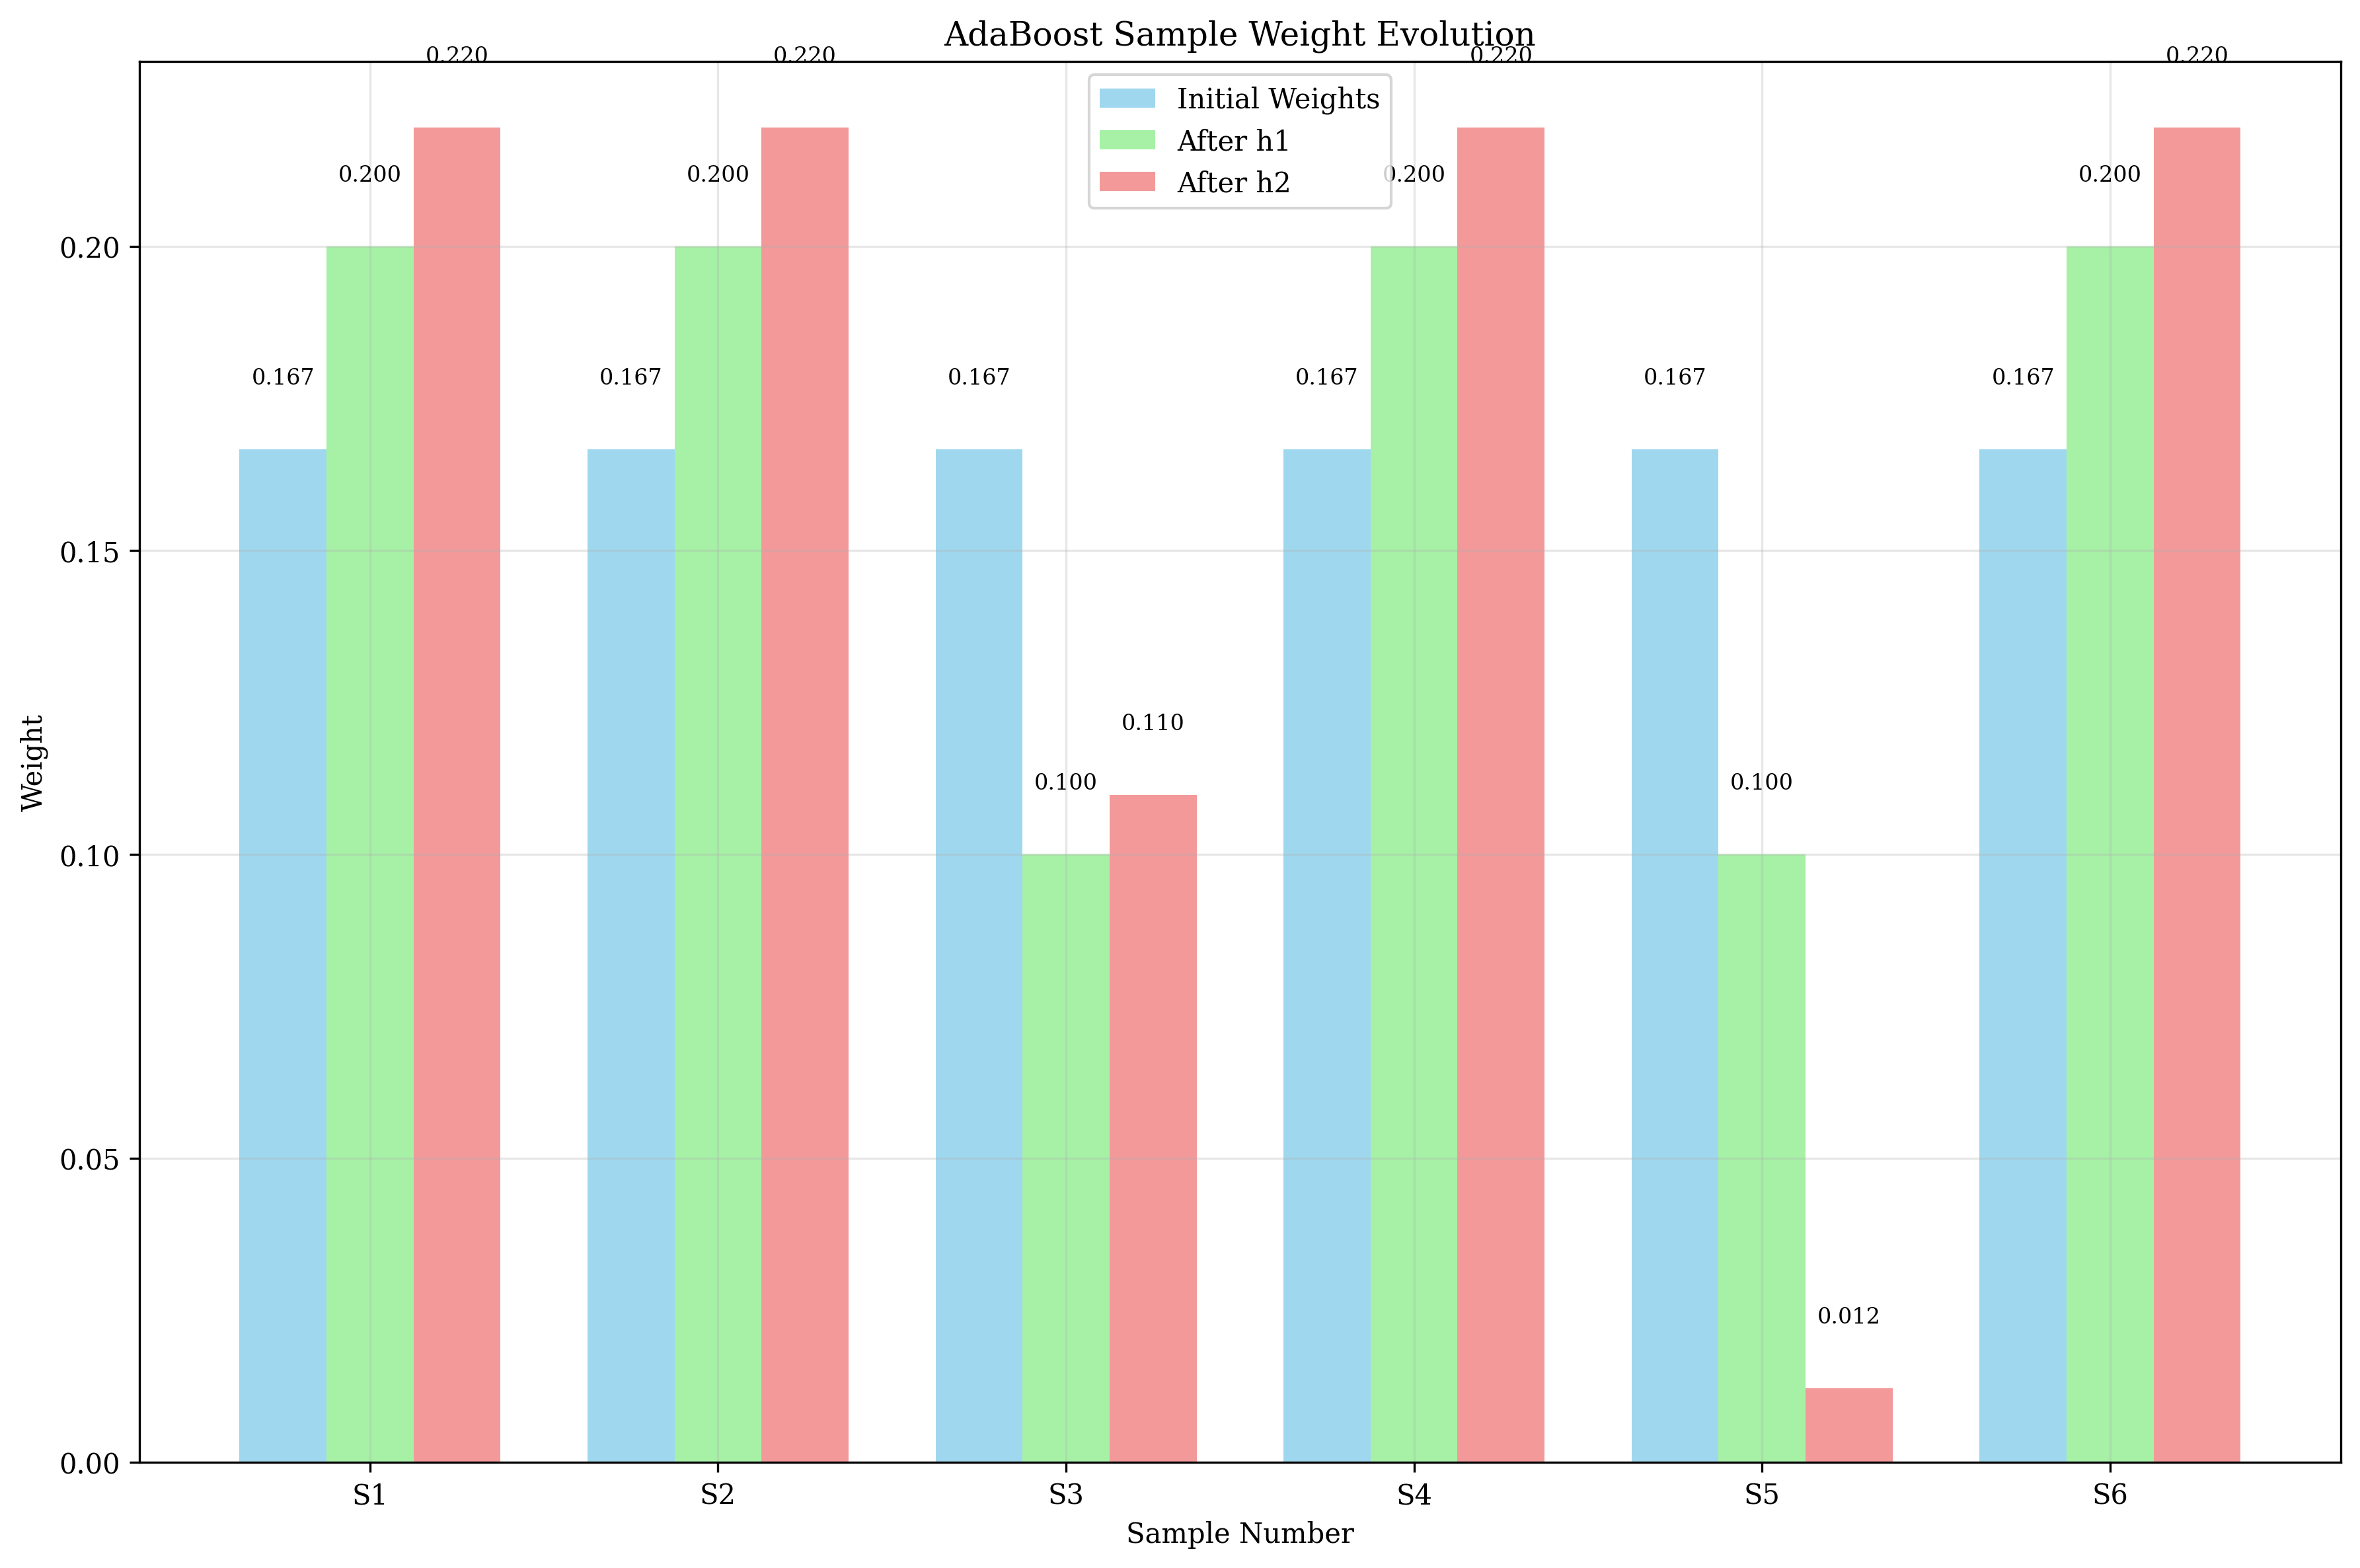 AdaBoost Sample Weight Evolution
0.220 0.220 0.220 0.220
Initial Weights
After h1
After h2
0.200 0.200 0.200 0.200
0.167 0.167 0.167 0.167 0.167 0.167
0.110
0.100 0.100
0.012
0.20
0.15
0.10
0.05
0.00
Weight
S1 S2 S3 S4 S5 S6
Sample Number